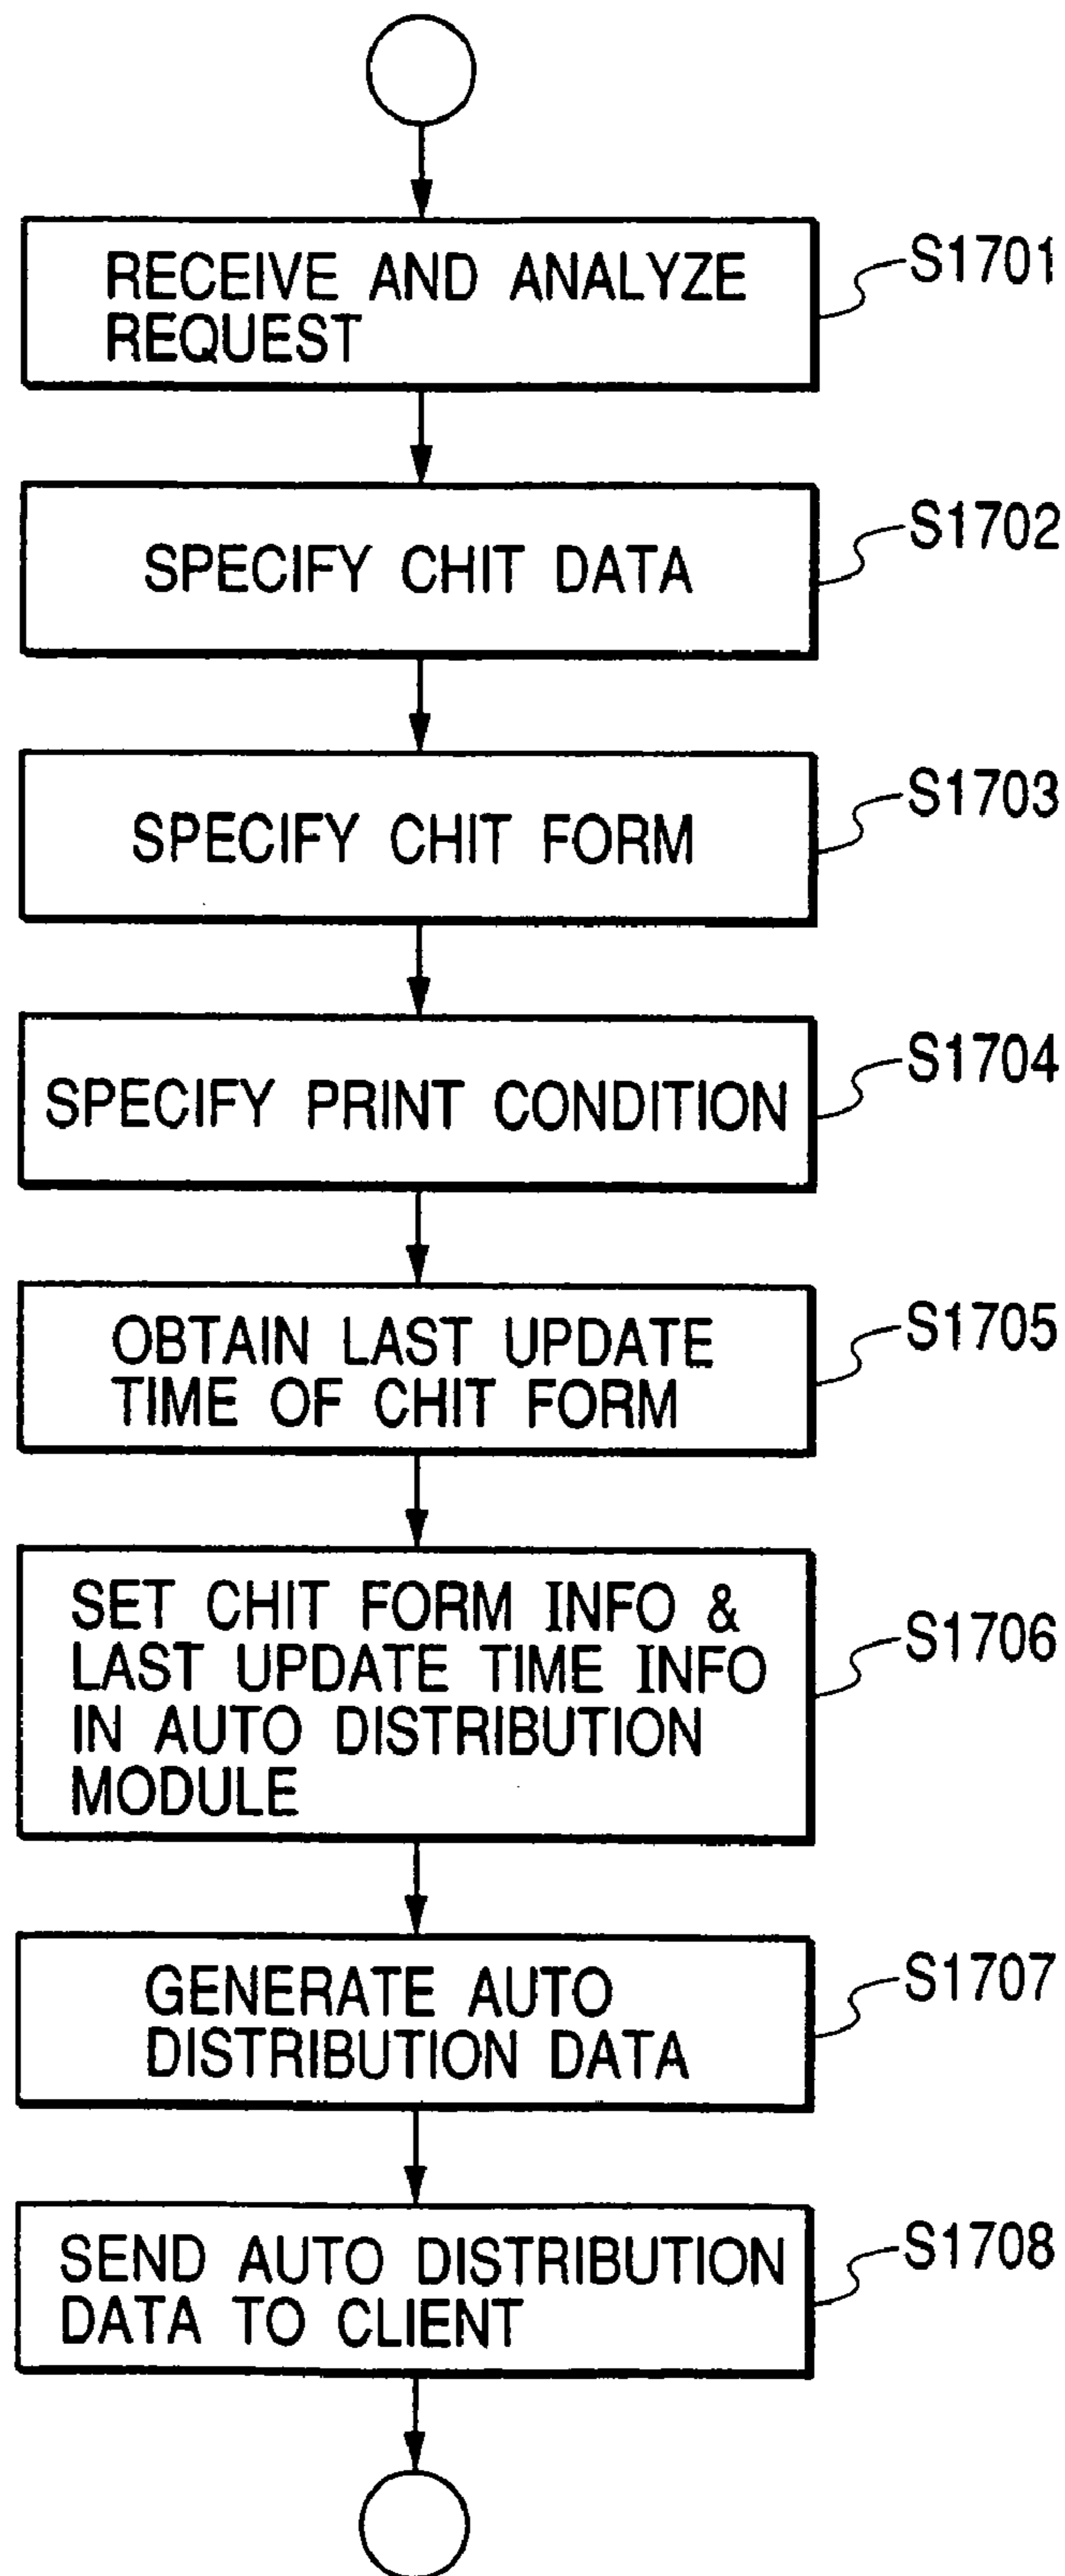 RECEIVE AND ANALYZE
REQUEST
S1701
SPECIFY CHIT DATA
S1702
SPECIFY CHIT FORM
S1703
SPECIFY PRINT CONDITION
S1704
OBTAIN LAST UPDATE
TIME OF CHIT FORM
S1705
SET CHIT FORM INFO &
LAST UPDATE TIME INFO
IN AUTO DISTRIBUTION
MODULE
S1706
GENERATE AUTO
DISTRIBUTION DATA
S1707
SEND AUTO DISTRIBUTION
DATA TO CLIENT
S1708